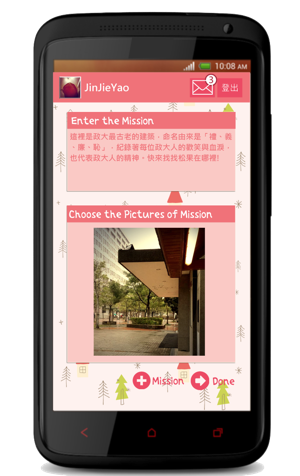 10:08 AM
JinJieYao
3
登出
Enter the Mission
這裡是政大最古老的建築，命名由來是「禮、義
、廉、恥」，記錄著每位政大人的歡笑與血淚，
也代表政大人的精神。快來找找松果在哪裡!
Choose the Pictures of Mission
Mission
Done